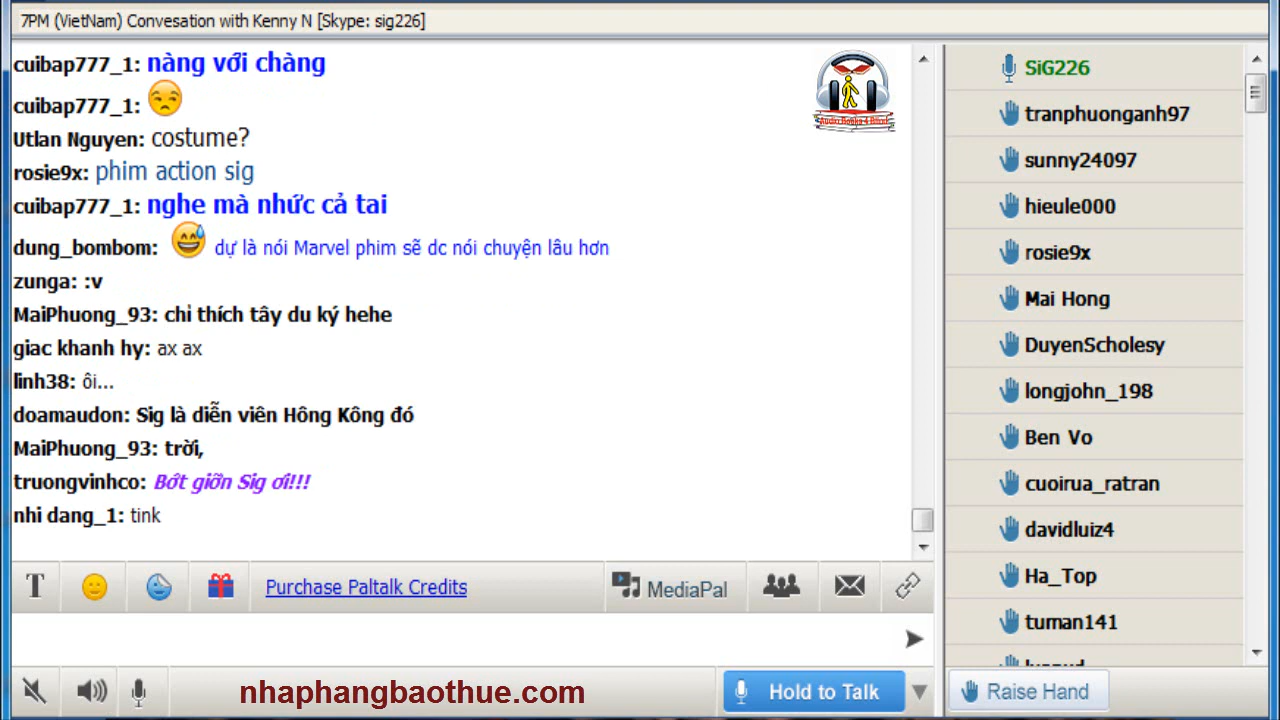 7PM (VietNam) Convesation with Kenny N [Skype: sig226]
cuibap777_1: nàng với chàng
cuibap777_1:
Utlan Nguyen: costume?
rosie9x: phim action sig
cuibap777_1: nghe mà nhức cả tai
dung_bombom: dự là nói Marvel phim sẽ dc nói chuyện lâu hơn
zunga: :v
MaiPhuong_93: chỉ thích tây du ký hehe
giac khanh hy: ax ax
linh38: ôi...
doamaudon: Sig là diễn viên Hông Kông đó
MaiPhuong_93: trời,
truongvinhco: Bớt giỡn Sig ơi!!!
nhi dang_1: tink
Audio Books 4 Blind
T
Purchase Paltalk Credits
MediaPal
nhaphangbaothue.com
Hold to Talk
SiG226
tranphuonganh97
sunny24097
hieule000
rosie9x
Mai Hong
DuyenScholesy
longjohn_198
Ben Vo
cuoirua_ratran
davidluiz4
Ha_Top
tuman141
Raise Hand